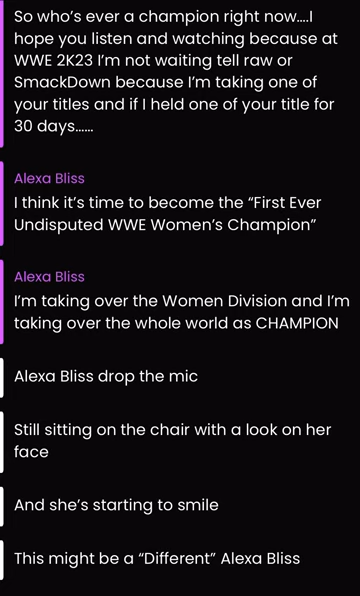 So who's ever a champion right now....I
hope you listen and watching because at
WWE 2K23 I'm not waiting tell raw or
SmackDown because I'm taking one of
your titles and if I held one of your title for
30 days......
Alexa Bliss
I think it's time to become the “First Ever
Undisputed WWE Women's Champion”
Alexa Bliss
I'm taking over the Women Division and I'm
taking over the whole world as CHAMPION
Alexa Bliss drop the mic
Still sitting on the chair with a look on her
face
And she's starting to smile
This might be a “Different” Alexa Bliss